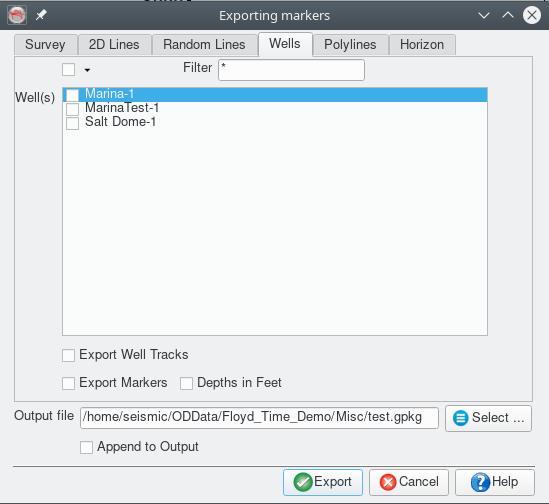 Exporting markers
Survey 2D Lines Random Lines Wells Polylines Horizon
Filter *
Well(s)
Marina-1
MarinaTest-1
Salt Dome-1
Export Well Tracks
Export Markers Depths in Feet
Output file /home/seismic/ODData/Floyd_Time_Demo/Misc/test.gpkg Select ...
Append to Output
Export Cancel ? Help